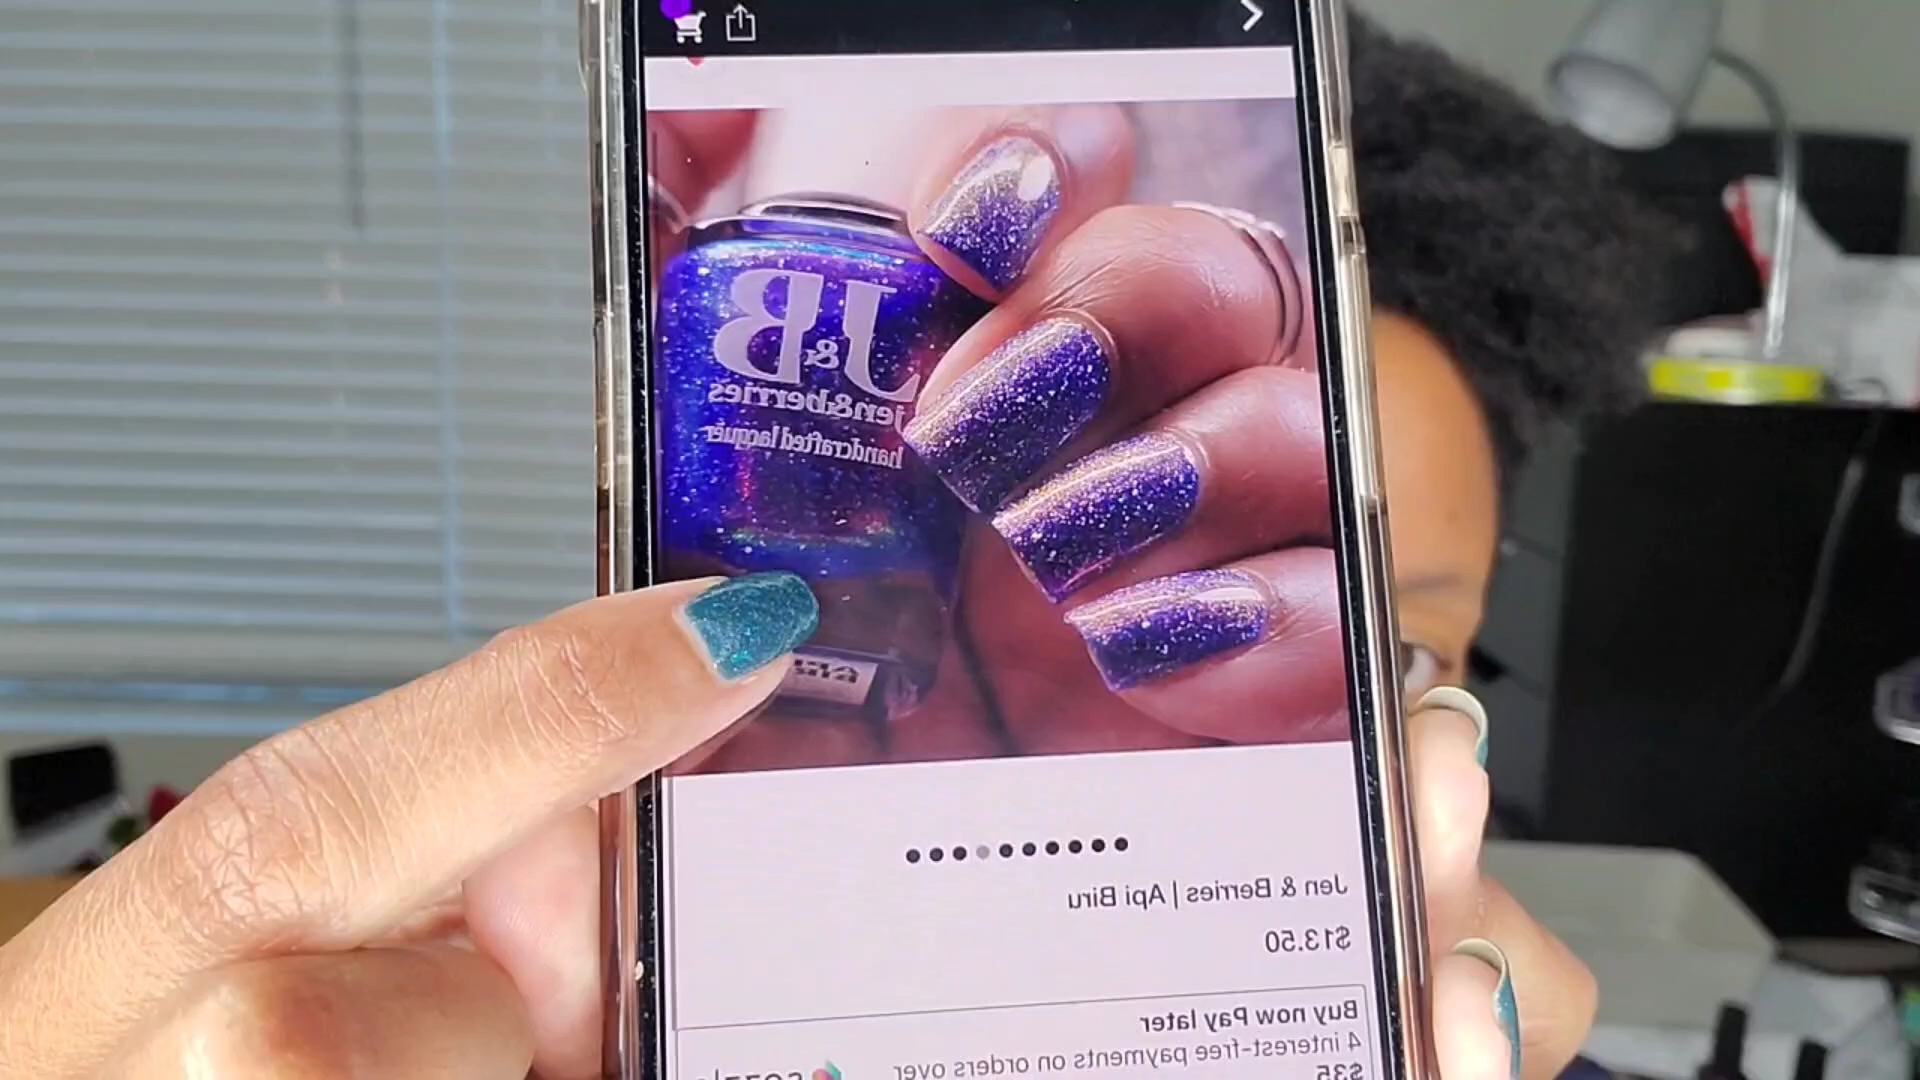 J&B
jen&berries
handcrafted lacquer
Jen & Berries | Api Biru
$13.50
Buy now Pay later
4 interest-free payments on orders over
$35